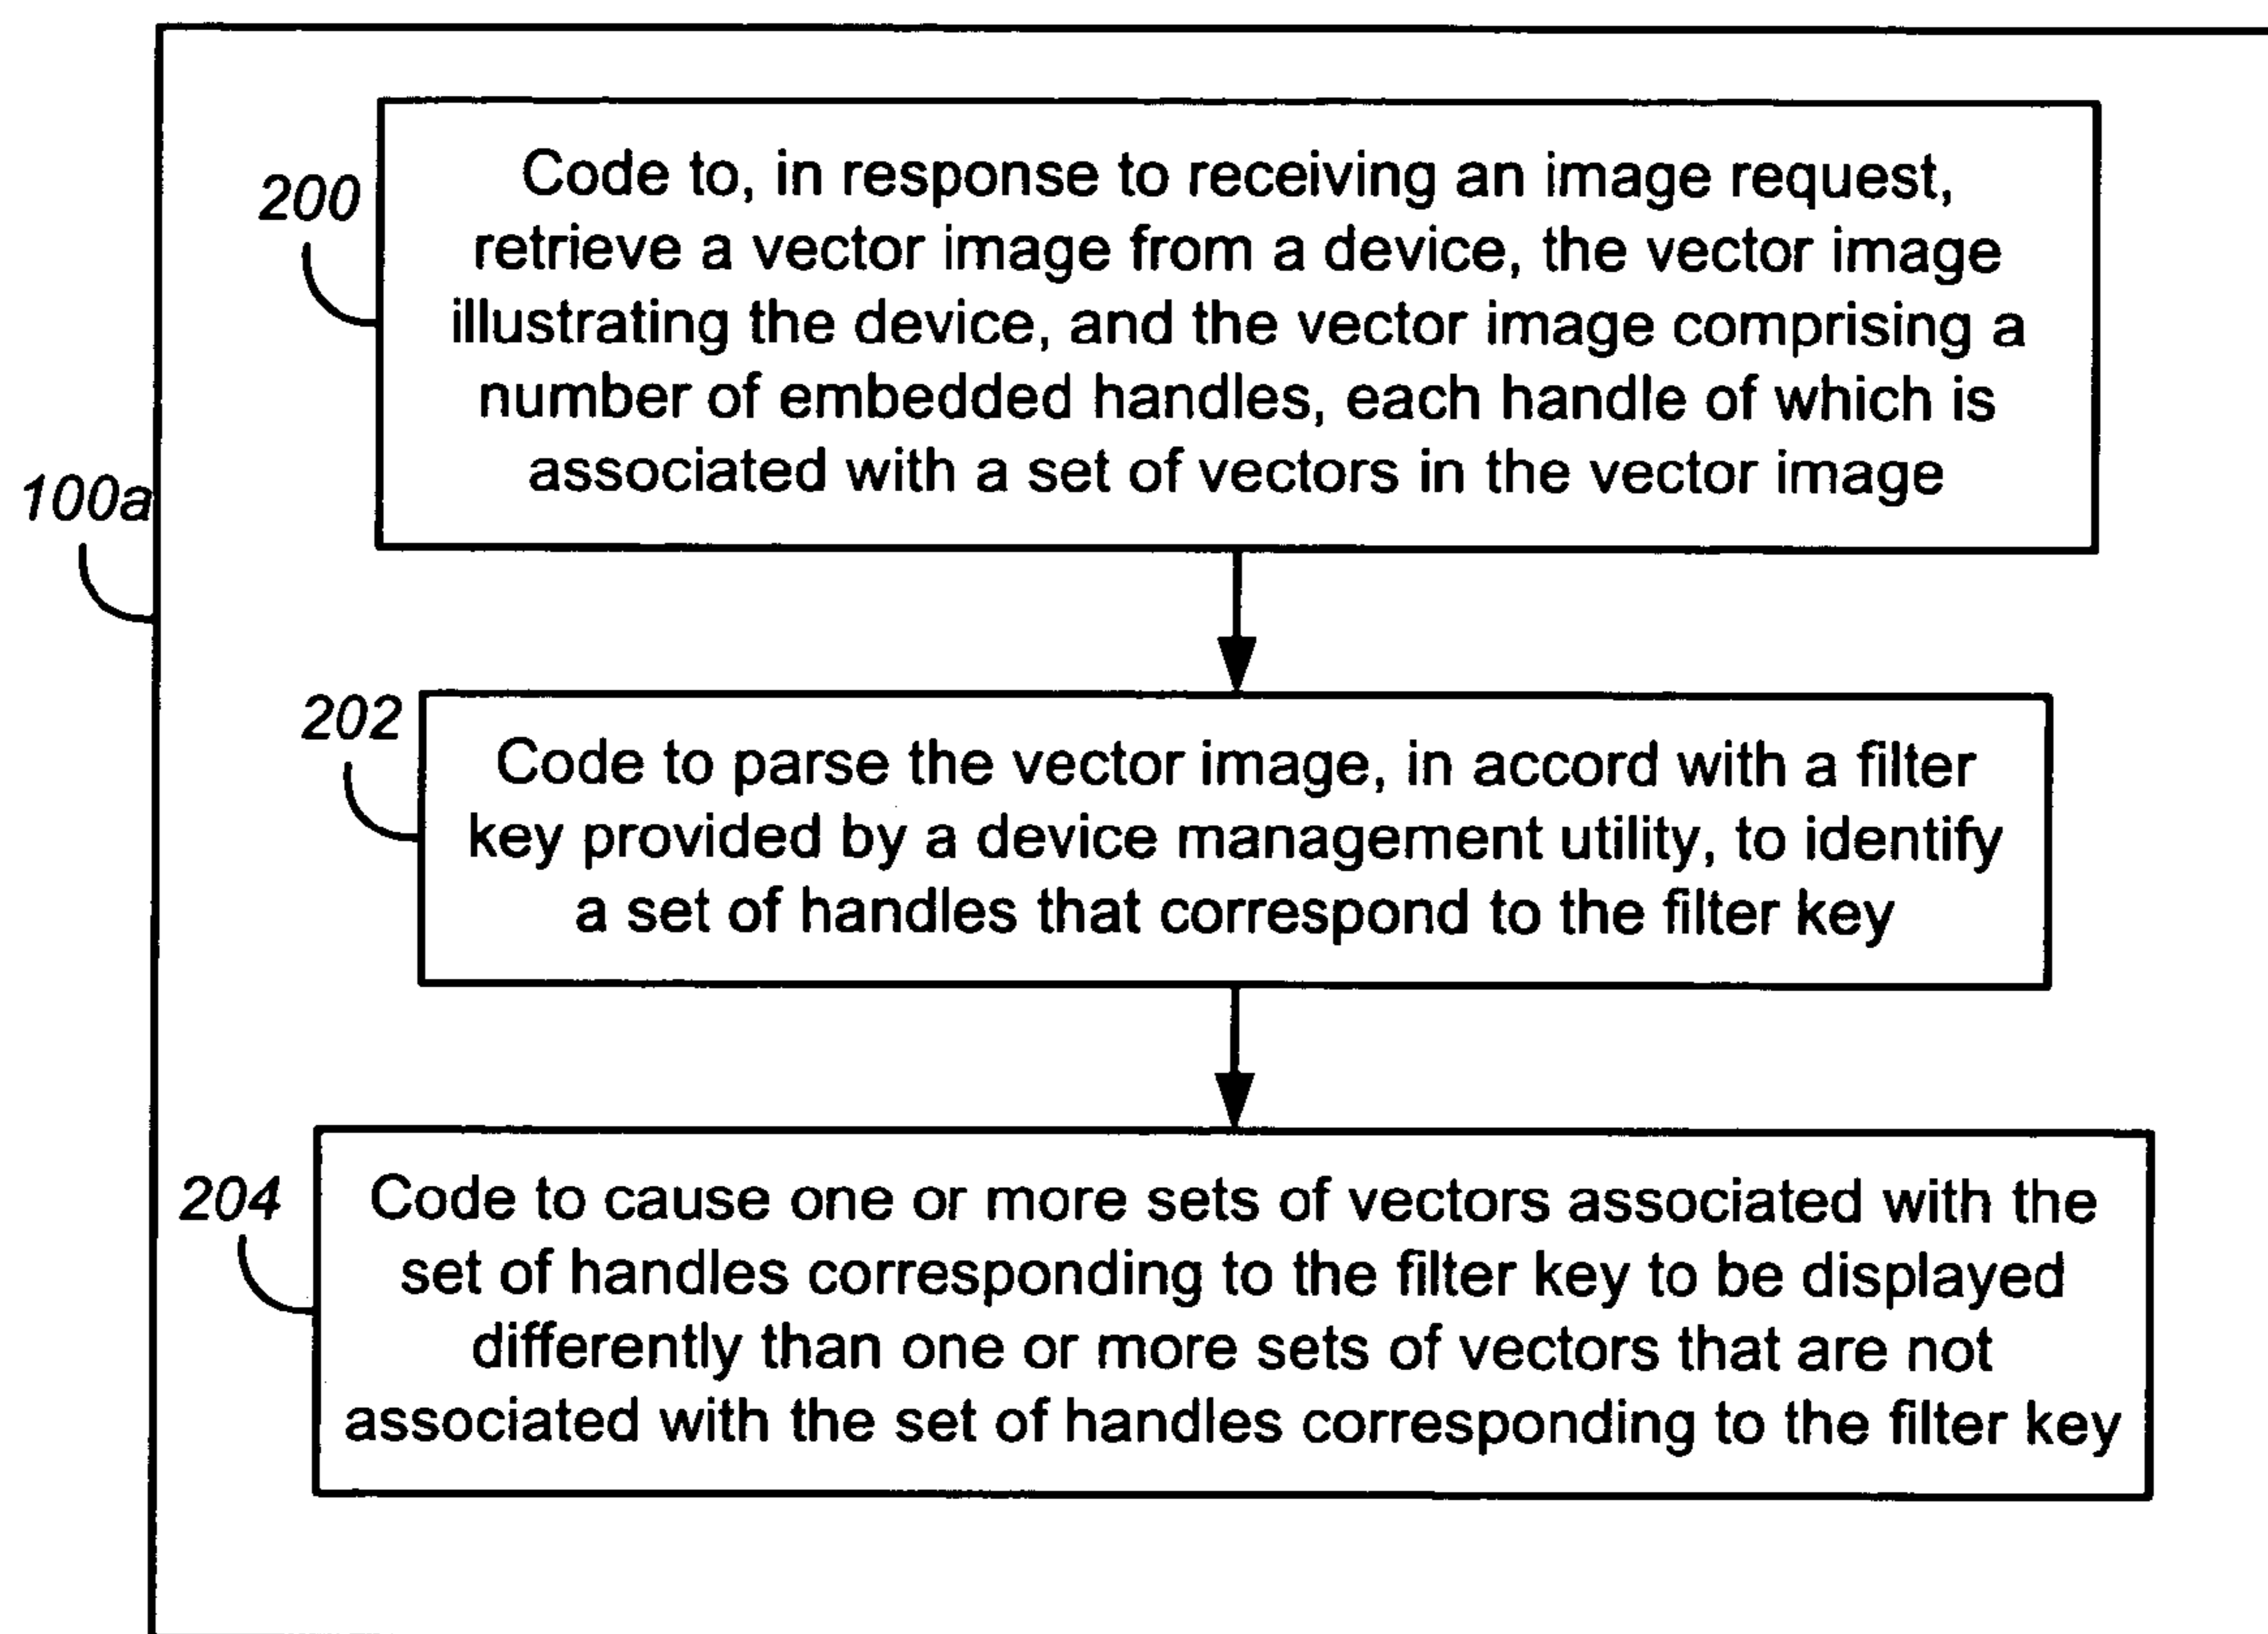 200
Code to, in response to receiving an image request,
retrieve a vector image from a device, the vector image
illustrating the device, and the vector image comprising a
number of embedded handles, each handle of which is
associated with a set of vectors in the vector image
100a
202
Code to parse the vector image, in accord with a filter
key provided by a device management utility, to identify
a set of handles that correspond to the filter key
204
Code to cause one or more sets of vectors associated with the
set of handles corresponding to the filter key to be displayed
differently than one or more sets of vectors that are not
associated with the set of handles corresponding to the filter key